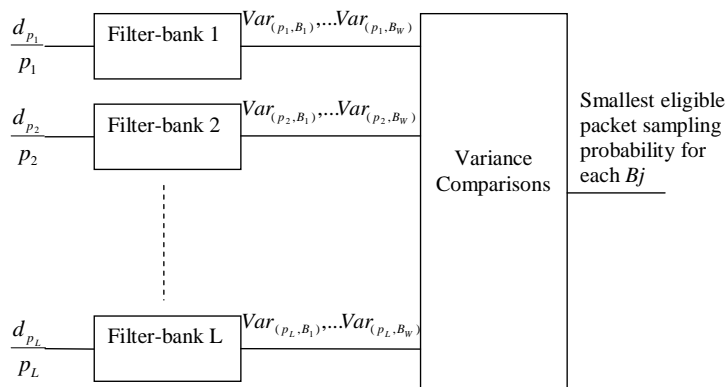 d_{p_1}/p_1
Filter-bank 1
Var_{(p_1,B_1)},...Var_{(p_1,B_W)}
d_{p_2}/p_2
Filter-bank 2
Var_{(p_2,B_1)},...Var_{(p_2,B_W)}
d_{p_L}/p_L
Filter-bank L
Var_{(p_L,B_1)},...Var_{(p_L,B_W)}
Variance
Comparisons
Smallest eligible
packet sampling
probability for
each Bj